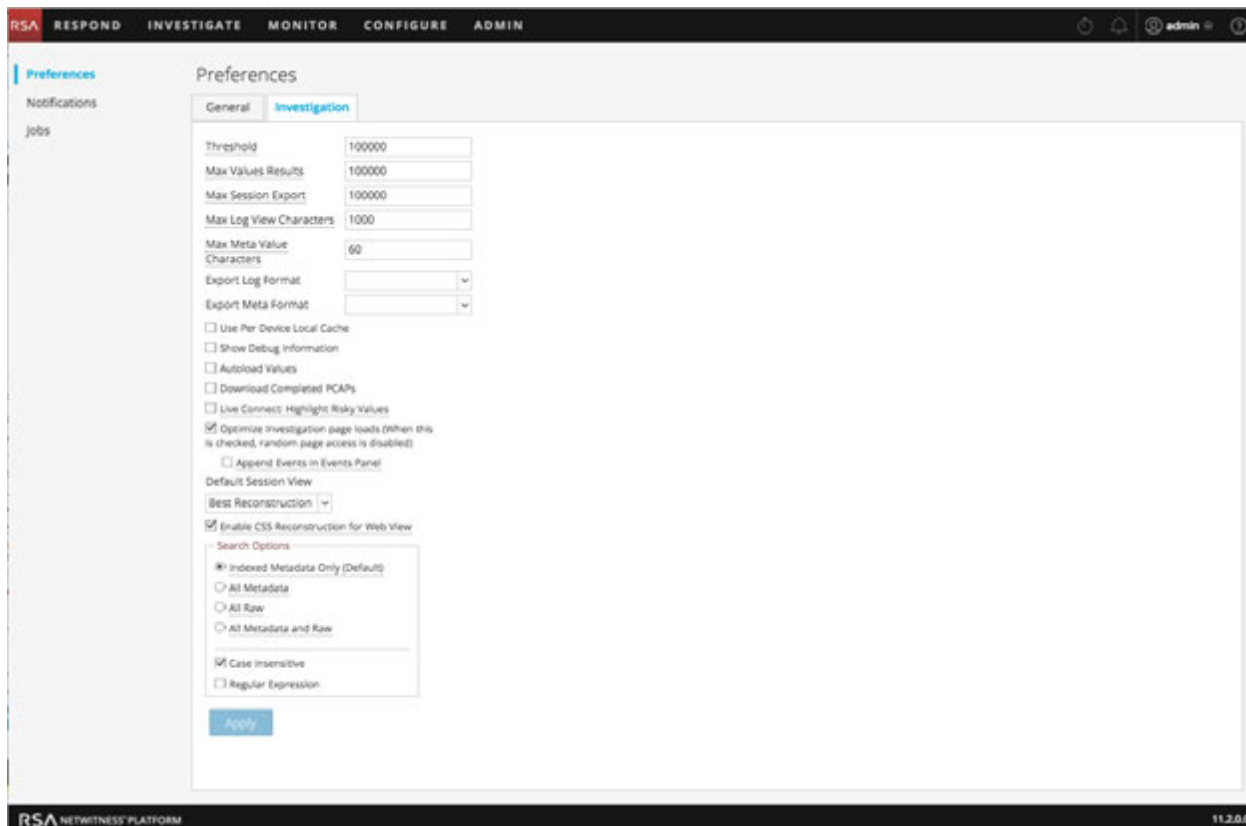 RSA RESPOND INVESTIGATE MONITOR CONFIGURE ADMIN admin
Preferences
Notifications
Jobs
Preferences
General Investigation
Threshold 100000
Max Values Results 100000
Max Session Export 100000
Max Log View Characters 1000
Max Meta Value
Characters 60
Export Log Format
Export Meta Format
Use Per Device Local Cache
Show Debug Information
Autoload Values
Download Completed PCAPs
Live Connect: Highlight Risky Values
Optimize Investigation page loads (When this
is checked, random page access is disabled)
Append Events in Events Panel
Default Session View
Best Reconstruction
Enable CSS Reconstruction for Web View
Search Options
Indexed Metadata Only (Default)
All Metadata
All Raw
All Metadata and Raw
Case Insensitive
Regular Expression
Apply
RSA NETWITNESS® PLATFORM 11.2.0.0